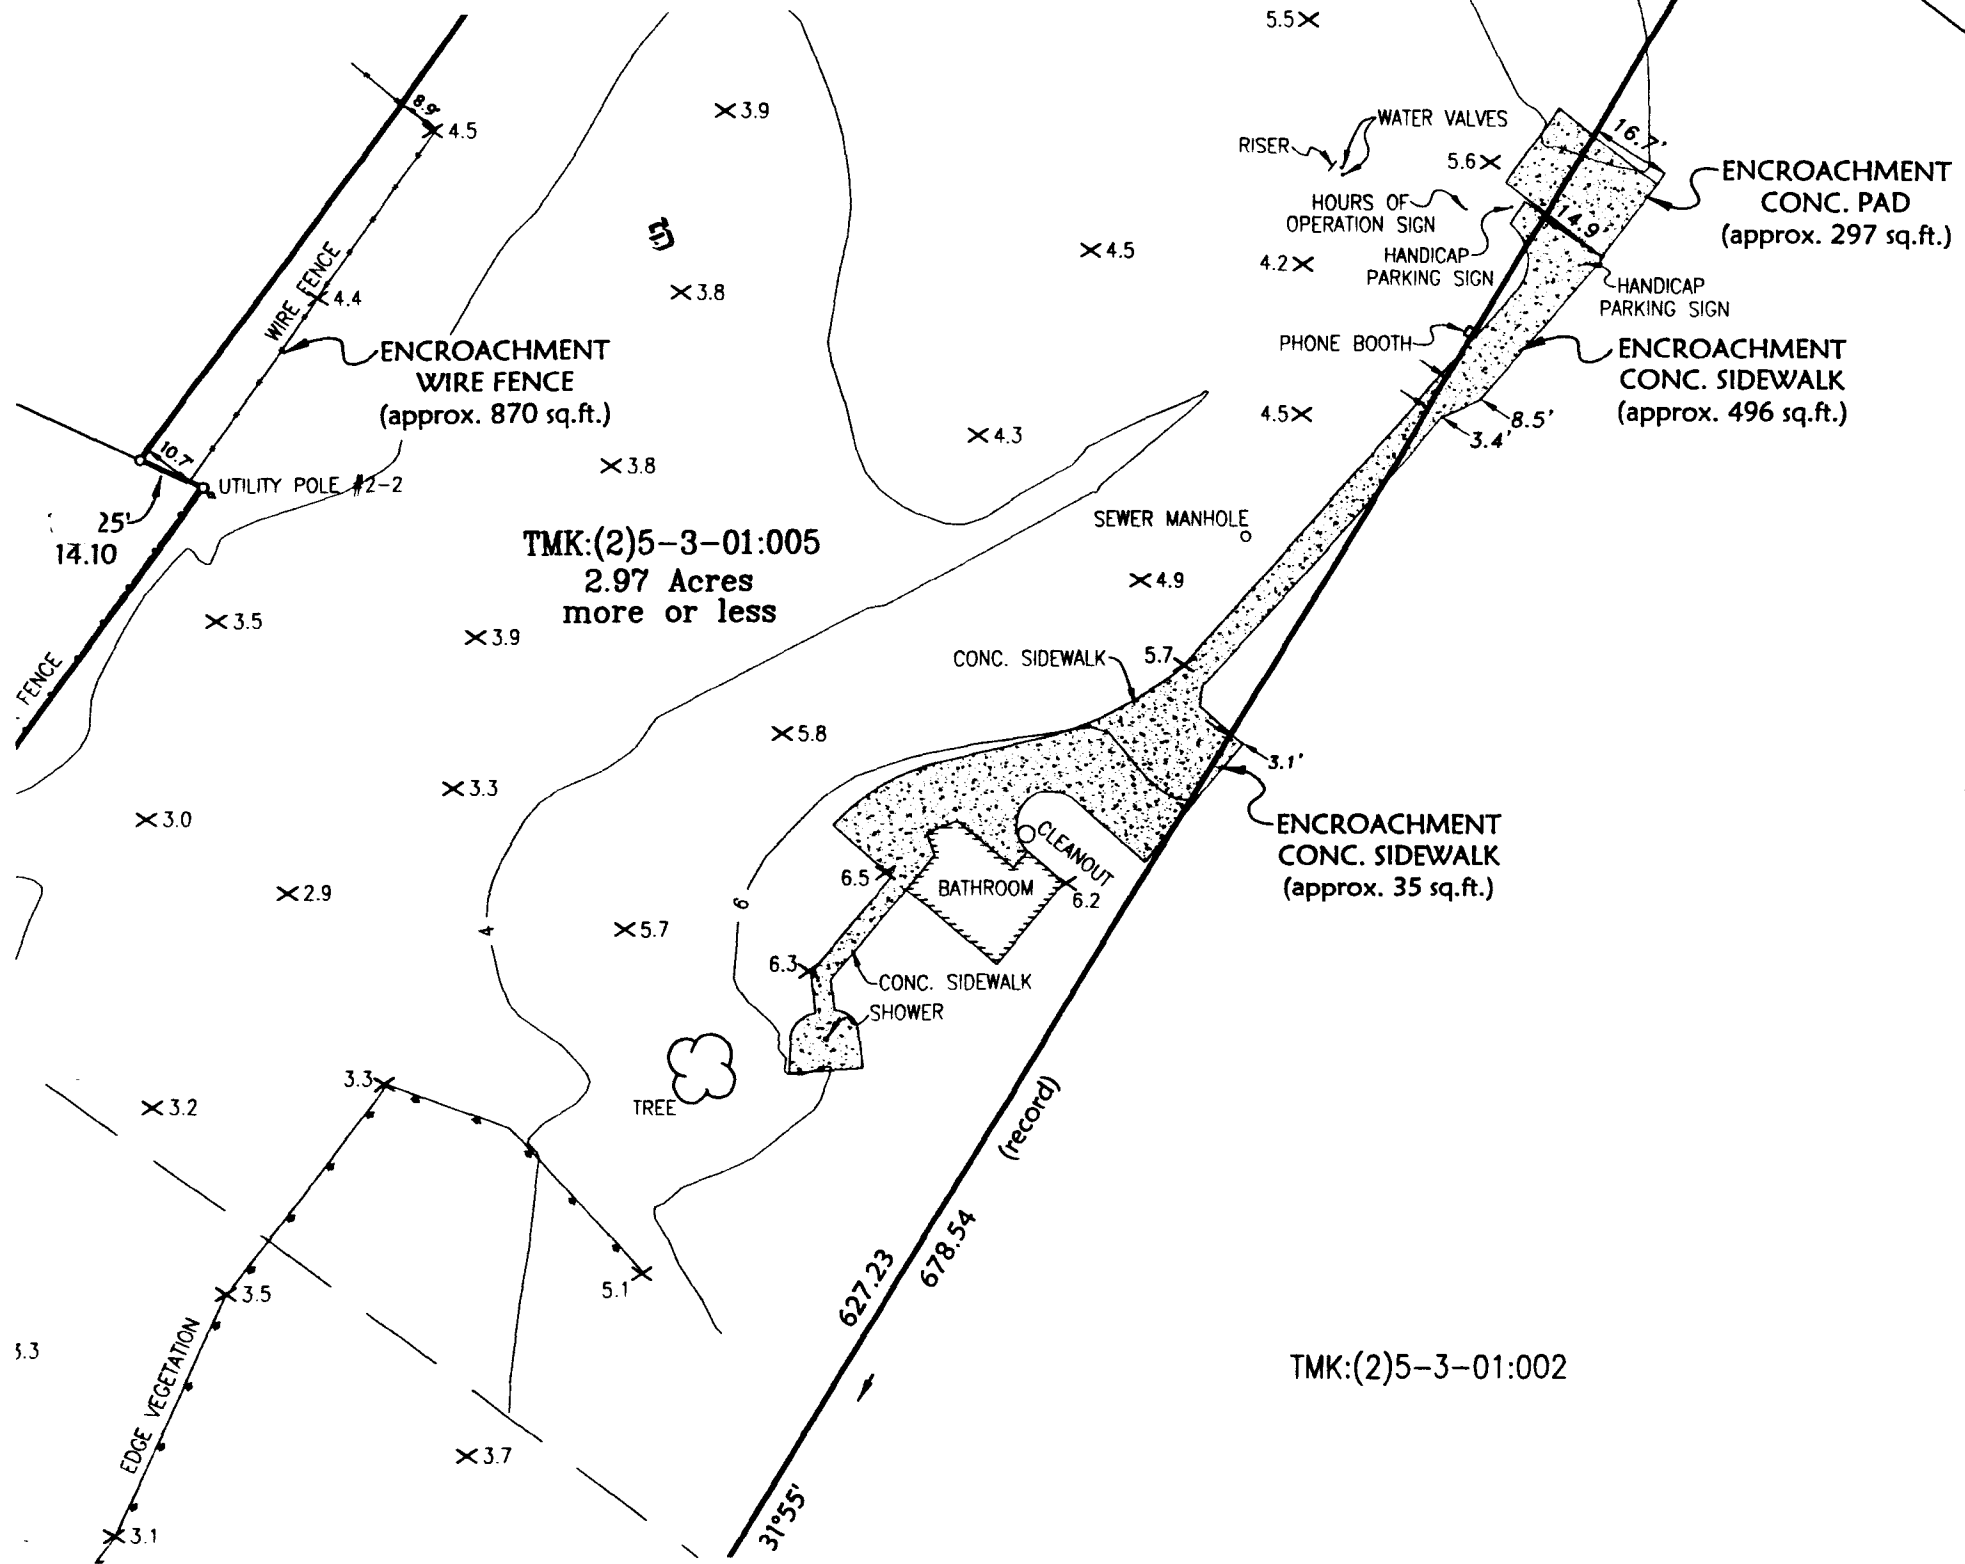 5.5
8.9'
4.5
3.9
WATER VALVES
RISER
5.6
16.7'
ENCROACHMENT
CONC. PAD
(approx. 297 sq.ft.)
HOURS OF
OPERATION SIGN
14.9'
HANDICAP
PARKING SIGN
4.5
4.2
HANDICAP
PARKING SIGN
WIRE FENCE
4.4
3.8
PHONE BOOTH
ENCROACHMENT
WIRE FENCE
(approx. 870 sq.ft.)
ENCROACHMENT
CONC. SIDEWALK
(approx. 496 sq.ft.)
4.5
8.5'
3.4'
4.3
10.7'
3.8
UTILITY POLE #2-2
25'
14.10
TMK:(2)5-3-01:005
2.97 Acres
more or less
SEWER MANHOLE
4.9
3.5
3.9
FENCE
CONC. SIDEWALK
5.7
5.8
3.1'
3.3
3.0
ENCROACHMENT
CONC. SIDEWALK
(approx. 35 sq.ft.)
CLEANOUT
6.5
BATHROOM
6.2
2.9
6
4
5.7
6.3
CONC. SIDEWALK
SHOWER
3.3
3.2
TREE
(record)
5.1
3.5
627.23
678.54
.3
EDGE VEGETATION
TMK:(2)5-3-01:002
3.7
31°55'
3.1